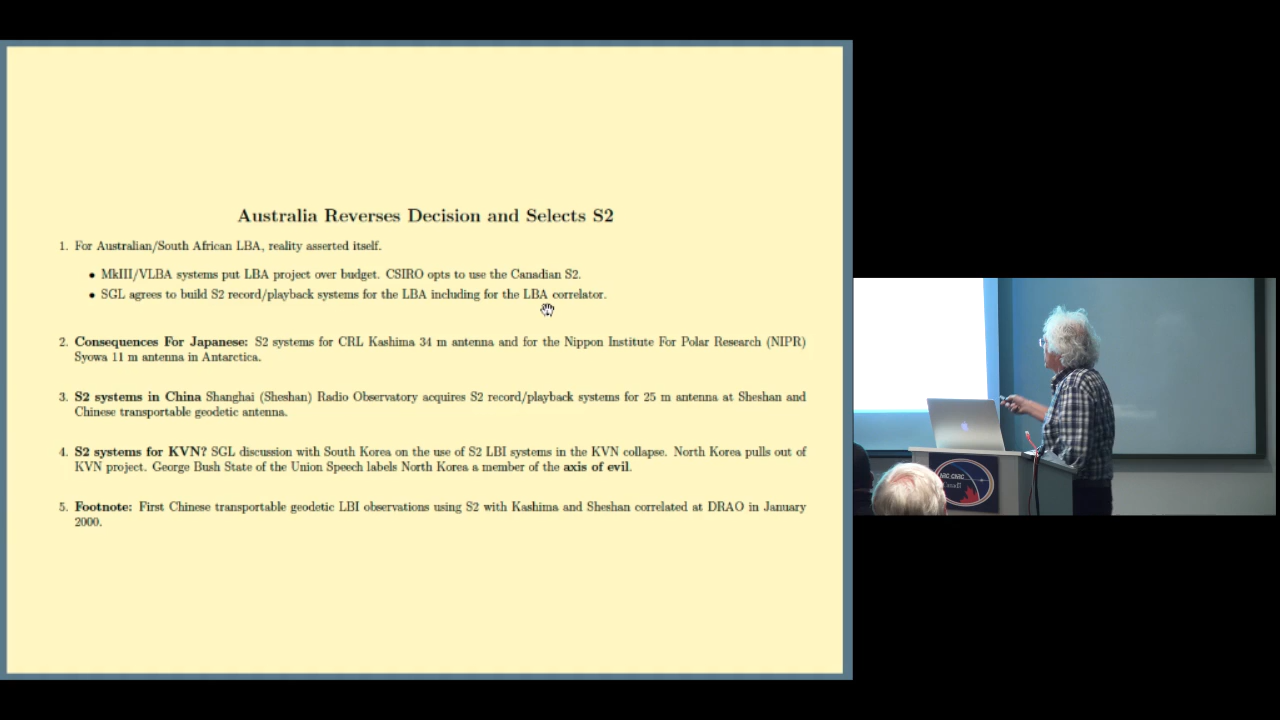 Australia Reverses Decision and Selects S2
1. For Australian/South African LBA, reality asserted itself.
• MkIII/VLBA systems put LBA project over budget. CSIRO opts to use the Canadian S2.
• SGL agrees to build S2 record/playback systems for the LBA including for the LBA correlator.
2. Consequences For Japanese: S2 systems for CRL Kashima 34 m antenna and for the Nippon Institute For Polar Research (NIPR)
Syowa 11 m antenna in Antarctica.
3. S2 systems in China Shanghai (Sheshan) Radio Observatory acquires S2 record/playback systems for 25 m antenna at Sheshan and
Chinese transportable geodetic antenna.
4. S2 systems for KVN? SGL discussion with South Korea on the use of S2 LBI systems in the KVN collapse. North Korea pulls out of
KVN project. George Bush State of the Union Speech labels North Korea a member of the axis of evil.
5. Footnote: First Chinese transportable geodetic LBI observations using S2 with Kashima and Sheshan correlated at DRAO in January
2000.
NRC CNRC
Canada